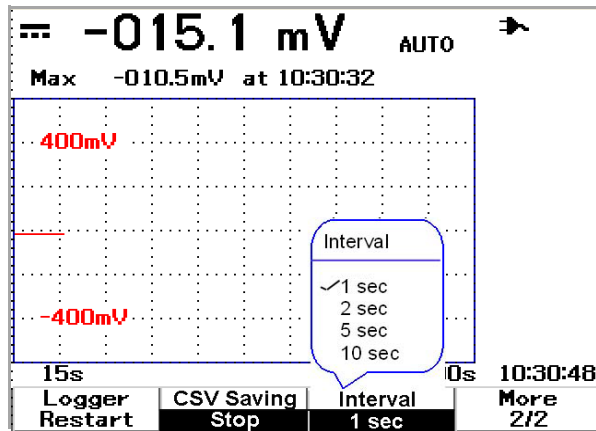 -015.1 mV AUTO
Max -010.5mV at 10:30:32
400mV
Interval
1 sec
2 sec
5 sec
10 sec
-400mV
15s 0s 10:30:48
Logger Restart
CSV Saving Stop
Interval 1 sec
More 2/2